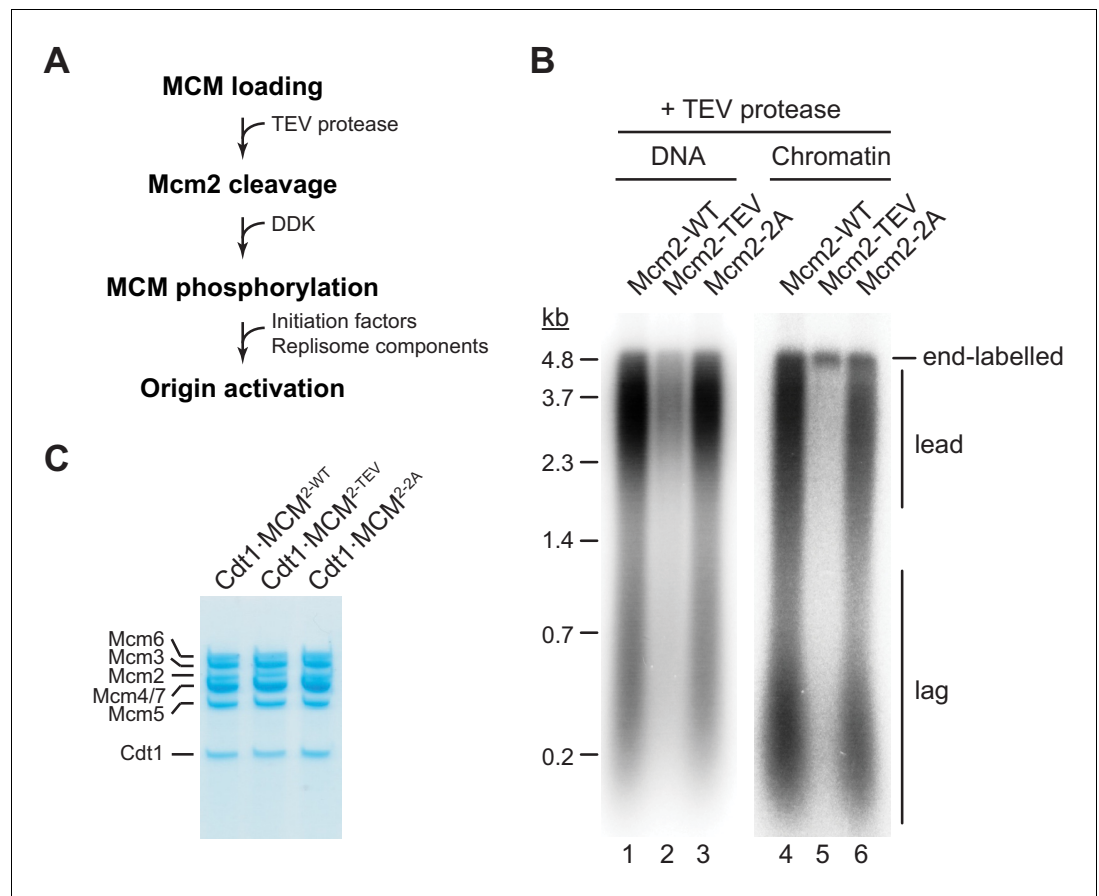 A
MCM loading
TEV protease
Mcm2 cleavage
DDK
MCM phosphorylation
Initiation factors
Replisome components
Origin activation
B
+ TEV protease
DNA
Chromatin
Mcm2-WT
Mcm2-TEV
Mcm2-2A
Mcm2-WT
Mcm2-TEV
Mcm2-2A
kb
4.8
3.7
2.3
1.4
0.7
0.2
end-labelled
lead
lag
1 2 3 4 5 6
C
Cdt1·MCM2-WT
Cdt1·MCM2-TEV
Cdt1·MCM2-2A
Mcm6
Mcm3
Mcm2
Mcm4/7
Mcm5
Cdt1